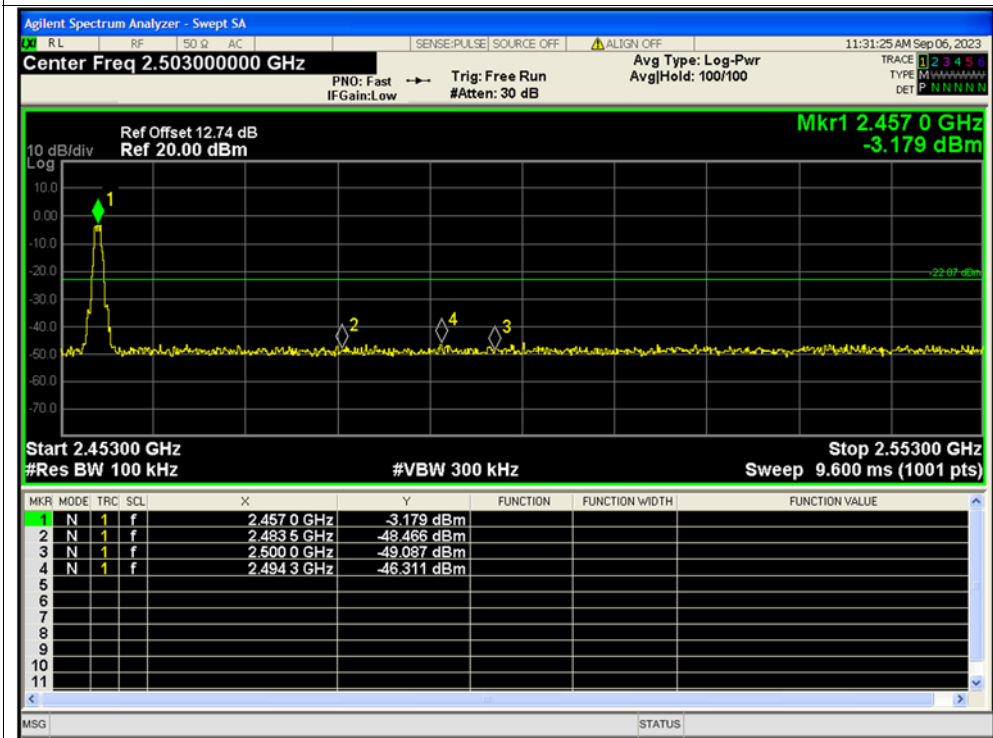 Agilent Spectrum Analyzer - Swept SA
LXI RL RF 50 Ω AC SENSE:PULSE SOURCE OFF ALIGN OFF 11:31:25 AM Sep 06, 2023
Center Freq 2.503000000 GHz
PNO: Fast
IFGain:Low
Trig: Free Run
#Atten: 30 dB
Avg Type: Log-Pwr
Avg|Hold: 100/100
TRACE 1 2 3 4 5 6
TYPE M
DET P N N N N N
Mkr1 2.457 0 GHz
-3.179 dBm
Ref Offset 12.74 dB
10 dB/div Ref 20.00 dBm
Log
10.0
1
0.00
-10.0
-20.0
-22.07 dBm
-30.0
-40.0
2
4
3
-50.0
-60.0
-70.0
Start 2.45300 GHz Stop 2.55300 GHz
#Res BW 100 kHz #VBW 300 kHz Sweep 9.600 ms (1001 pts)
MKR MODE TRC SCL X Y FUNCTION FUNCTION WIDTH FUNCTION VALUE
1 N 1 f 2.457 0 GHz -3.179 dBm
2 N 1 f 2.483 5 GHz -48.466 dBm
3 N 1 f 2.500 0 GHz -49.087 dBm
4 N 1 f 2.494 3 GHz -46.311 dBm
5
6
7
8
9
10
11
MSG STATUS